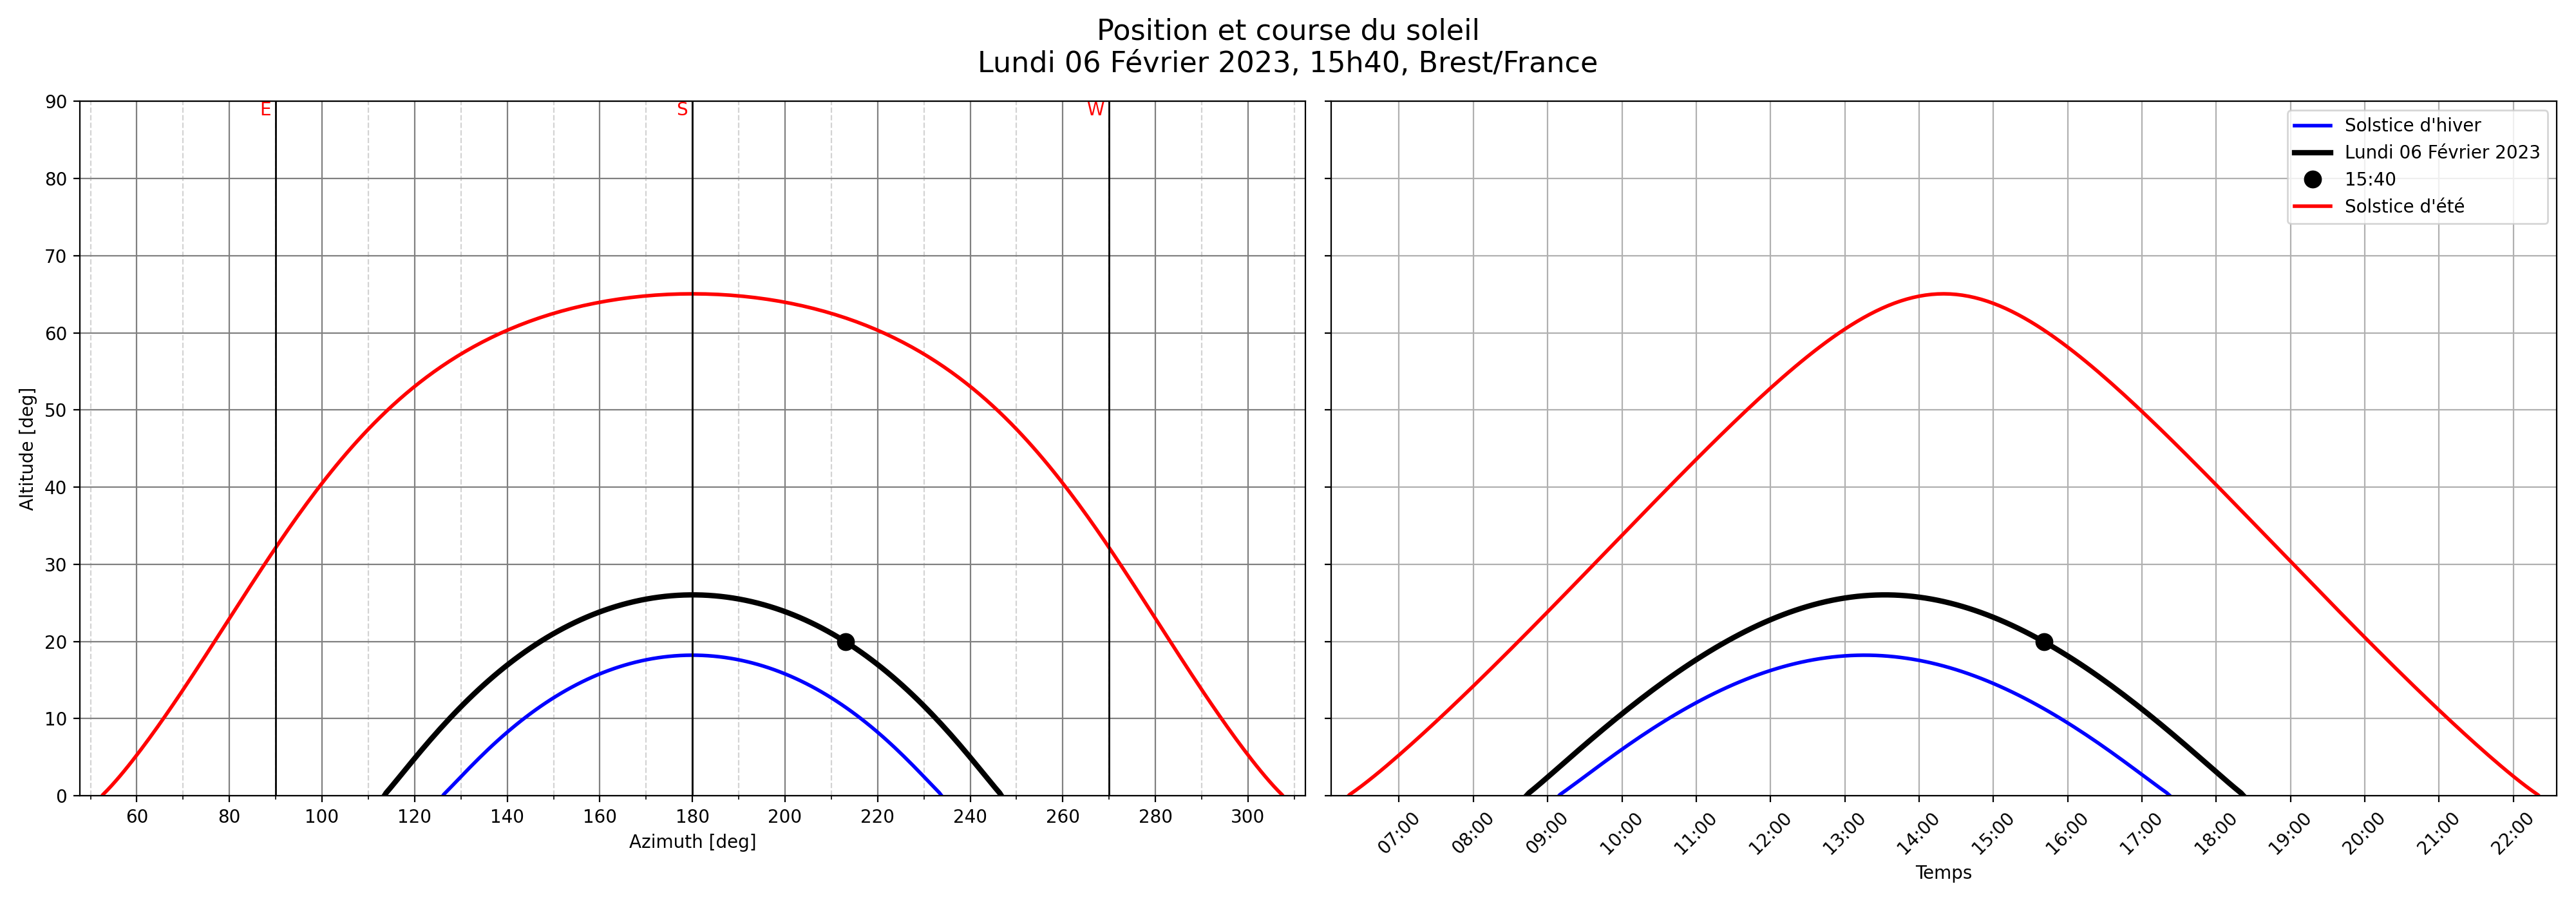 Position et course du soleil
Lundi 06 Février 2023, 15h40, Brest/France
E
S
W
90
80
70
60
50
40
30
20
10
0
Altitude [deg]
60 80 100 120 140 160 180 200 220 240 260 280 300
Azimuth [deg]
Solstice d'hiver
Lundi 06 Février 2023
15:40
Solstice d'été
07:00 08:00 09:00 10:00 11:00 12:00 13:00 14:00 15:00 16:00 17:00 18:00 19:00 20:00 21:00 22:00
Temps